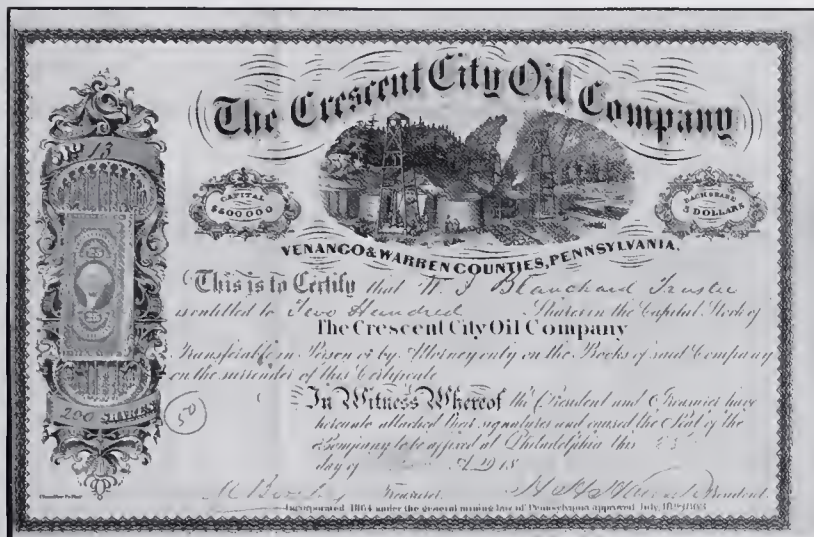 The Crescent City Oil Company
No. 13
CAPITAL
$500000
EACH SHARE
5 DOLLARS
VENANGO & WARREN COUNTIES, PENNSYLVANIA.
This is to Certify that W. J. Blanchard Trustee
is entitled to Two Hundred Shares in the Capital Stock of
The Crescent City Oil Company
Transferable in Person or by Attorney only on the Books of said Company
on the surrender of this Certificate
In Witness Whereof the President and Treasurer have
hereunto attached their signatures and caused the Seal of the
Company to be affixed at Philadelphia this
day of A.D. 18
200 SHARES
50
Treasurer. President.
Incorporated 1864 under the general mining law of Pennsylvania approved July 18th 1863